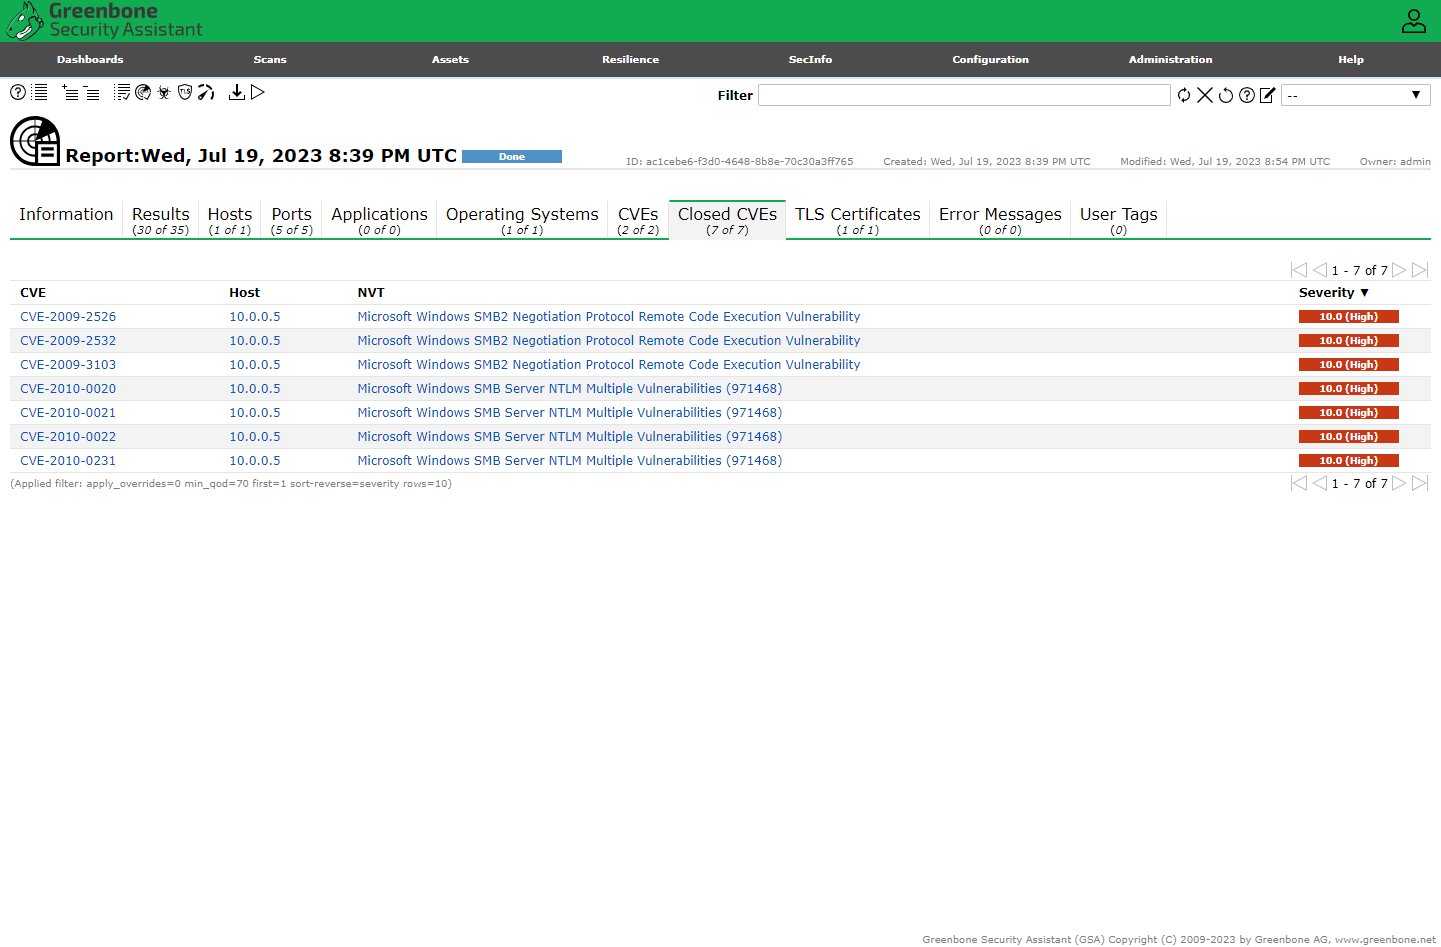 Greenbone
Security Assistant
Dashboards Scans Assets Resilience SecInfo Configuration Administration Help
Filter --
Report:Wed, Jul 19, 2023 8:39 PM UTC Done ID: ac1cebe6-f3d0-4648-8b8e-70c30a3ff765 Created: Wed, Jul 19, 2023 8:39 PM UTC Modified: Wed, Jul 19, 2023 8:54 PM UTC Owner: admin
Information Results Hosts Ports Applications Operating Systems CVEs Closed CVEs TLS Certificates Error Messages User Tags
(30 of 35) (1 of 1) (5 of 5) (0 of 0) (1 of 1) (2 of 2) (7 of 7) (1 of 1) (0 of 0) (0)
1 - 7 of 7
CVE Host NVT Severity ▼
CVE-2009-2526 10.0.0.5 Microsoft Windows SMB2 Negotiation Protocol Remote Code Execution Vulnerability 10.0 (High)
CVE-2009-2532 10.0.0.5 Microsoft Windows SMB2 Negotiation Protocol Remote Code Execution Vulnerability 10.0 (High)
CVE-2009-3103 10.0.0.5 Microsoft Windows SMB2 Negotiation Protocol Remote Code Execution Vulnerability 10.0 (High)
CVE-2010-0020 10.0.0.5 Microsoft Windows SMB Server NTLM Multiple Vulnerabilities (971468) 10.0 (High)
CVE-2010-0021 10.0.0.5 Microsoft Windows SMB Server NTLM Multiple Vulnerabilities (971468) 10.0 (High)
CVE-2010-0022 10.0.0.5 Microsoft Windows SMB Server NTLM Multiple Vulnerabilities (971468) 10.0 (High)
CVE-2010-0231 10.0.0.5 Microsoft Windows SMB Server NTLM Multiple Vulnerabilities (971468) 10.0 (High)
(Applied filter: apply_overrides=0 min_qod=70 first=1 sort-reverse=severity rows=10) 1 - 7 of 7
Greenbone Security Assistant (GSA) Copyright (C) 2009-2023 by Greenbone AG, www.greenbone.net